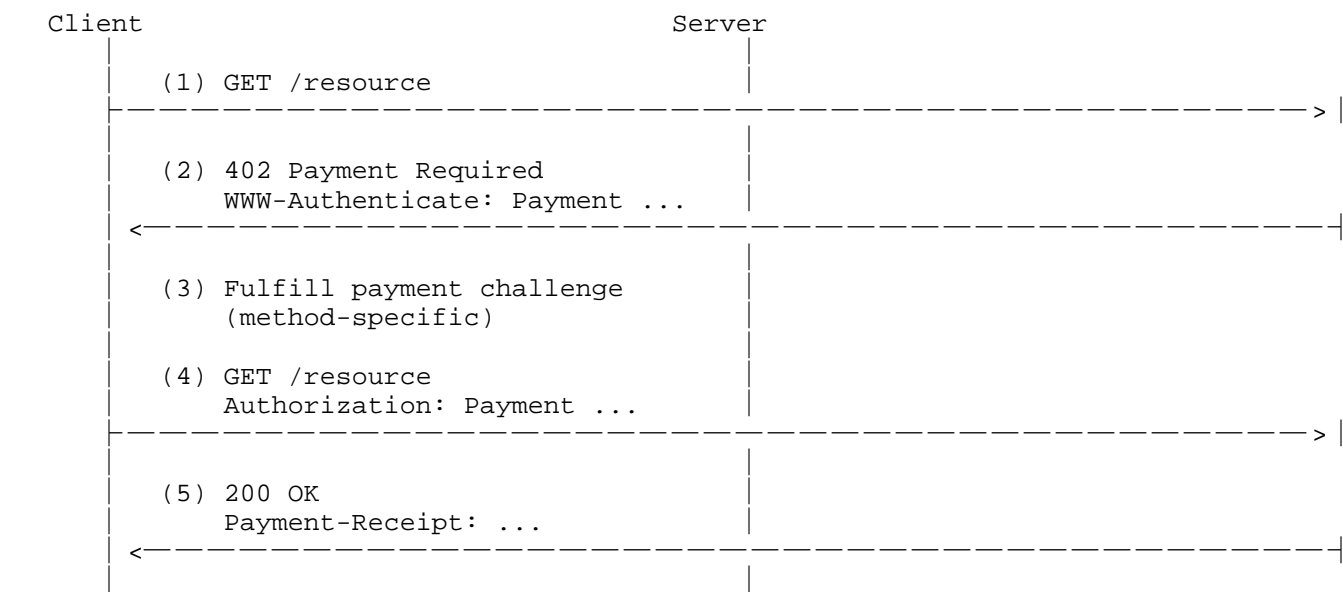 Client Server
(1) GET /resource
(2) 402 Payment Required
WWW-Authenticate: Payment ...
(3) Fulfill payment challenge
(method-specific)
(4) GET /resource
Authorization: Payment ...
(5) 200 OK
Payment-Receipt: ...